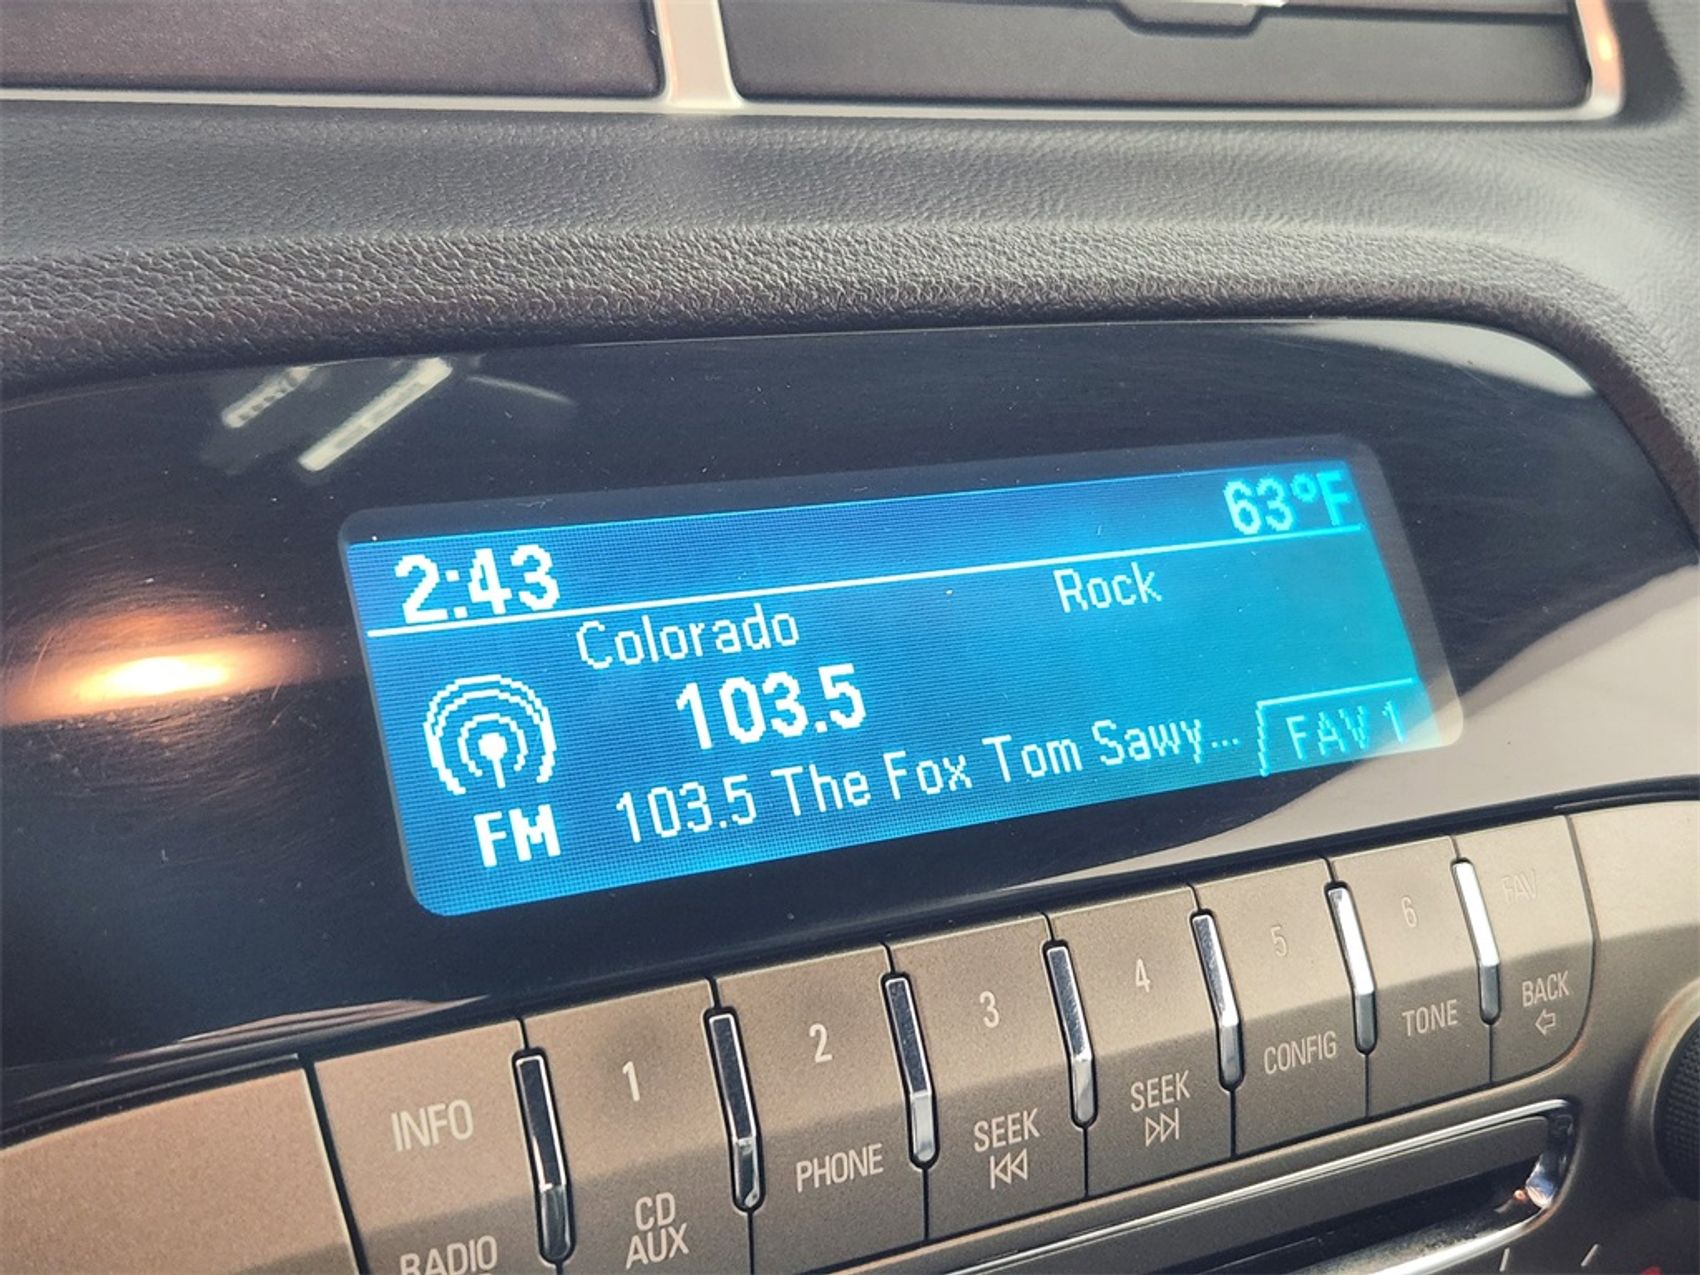 2:43
63°F
Colorado
Rock
103.5
FM
103.5 The Fox Tom Sawy...
FAV 1
INFO
RADIO
1
CD
AUX
2
PHONE
3
SEEK
4
SEEK
5
CONFIG
6
TONE
FAV
BACK